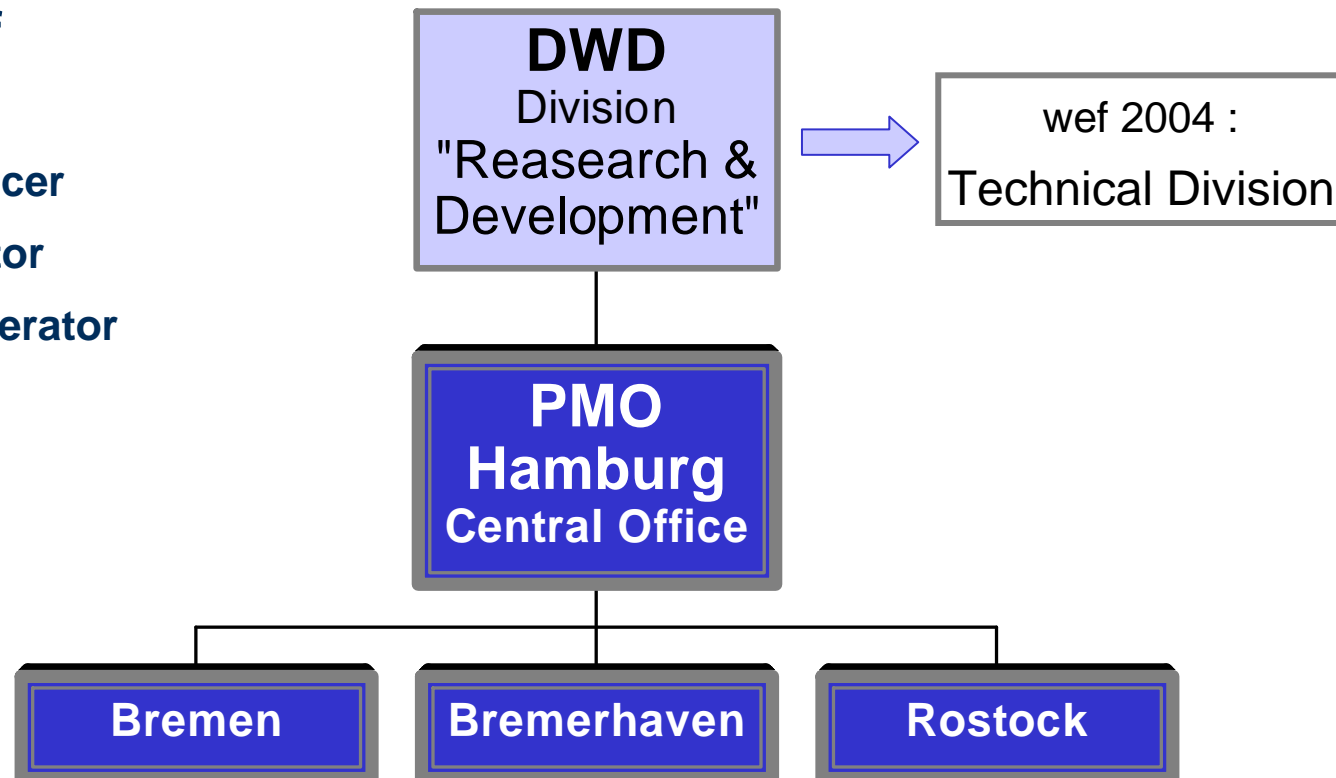 DWD
Division
"Reasearch &
Development"
wef 2004 :
Technical Division
PMO
Hamburg
Central Office
Bremen
Bremerhaven
Rostock